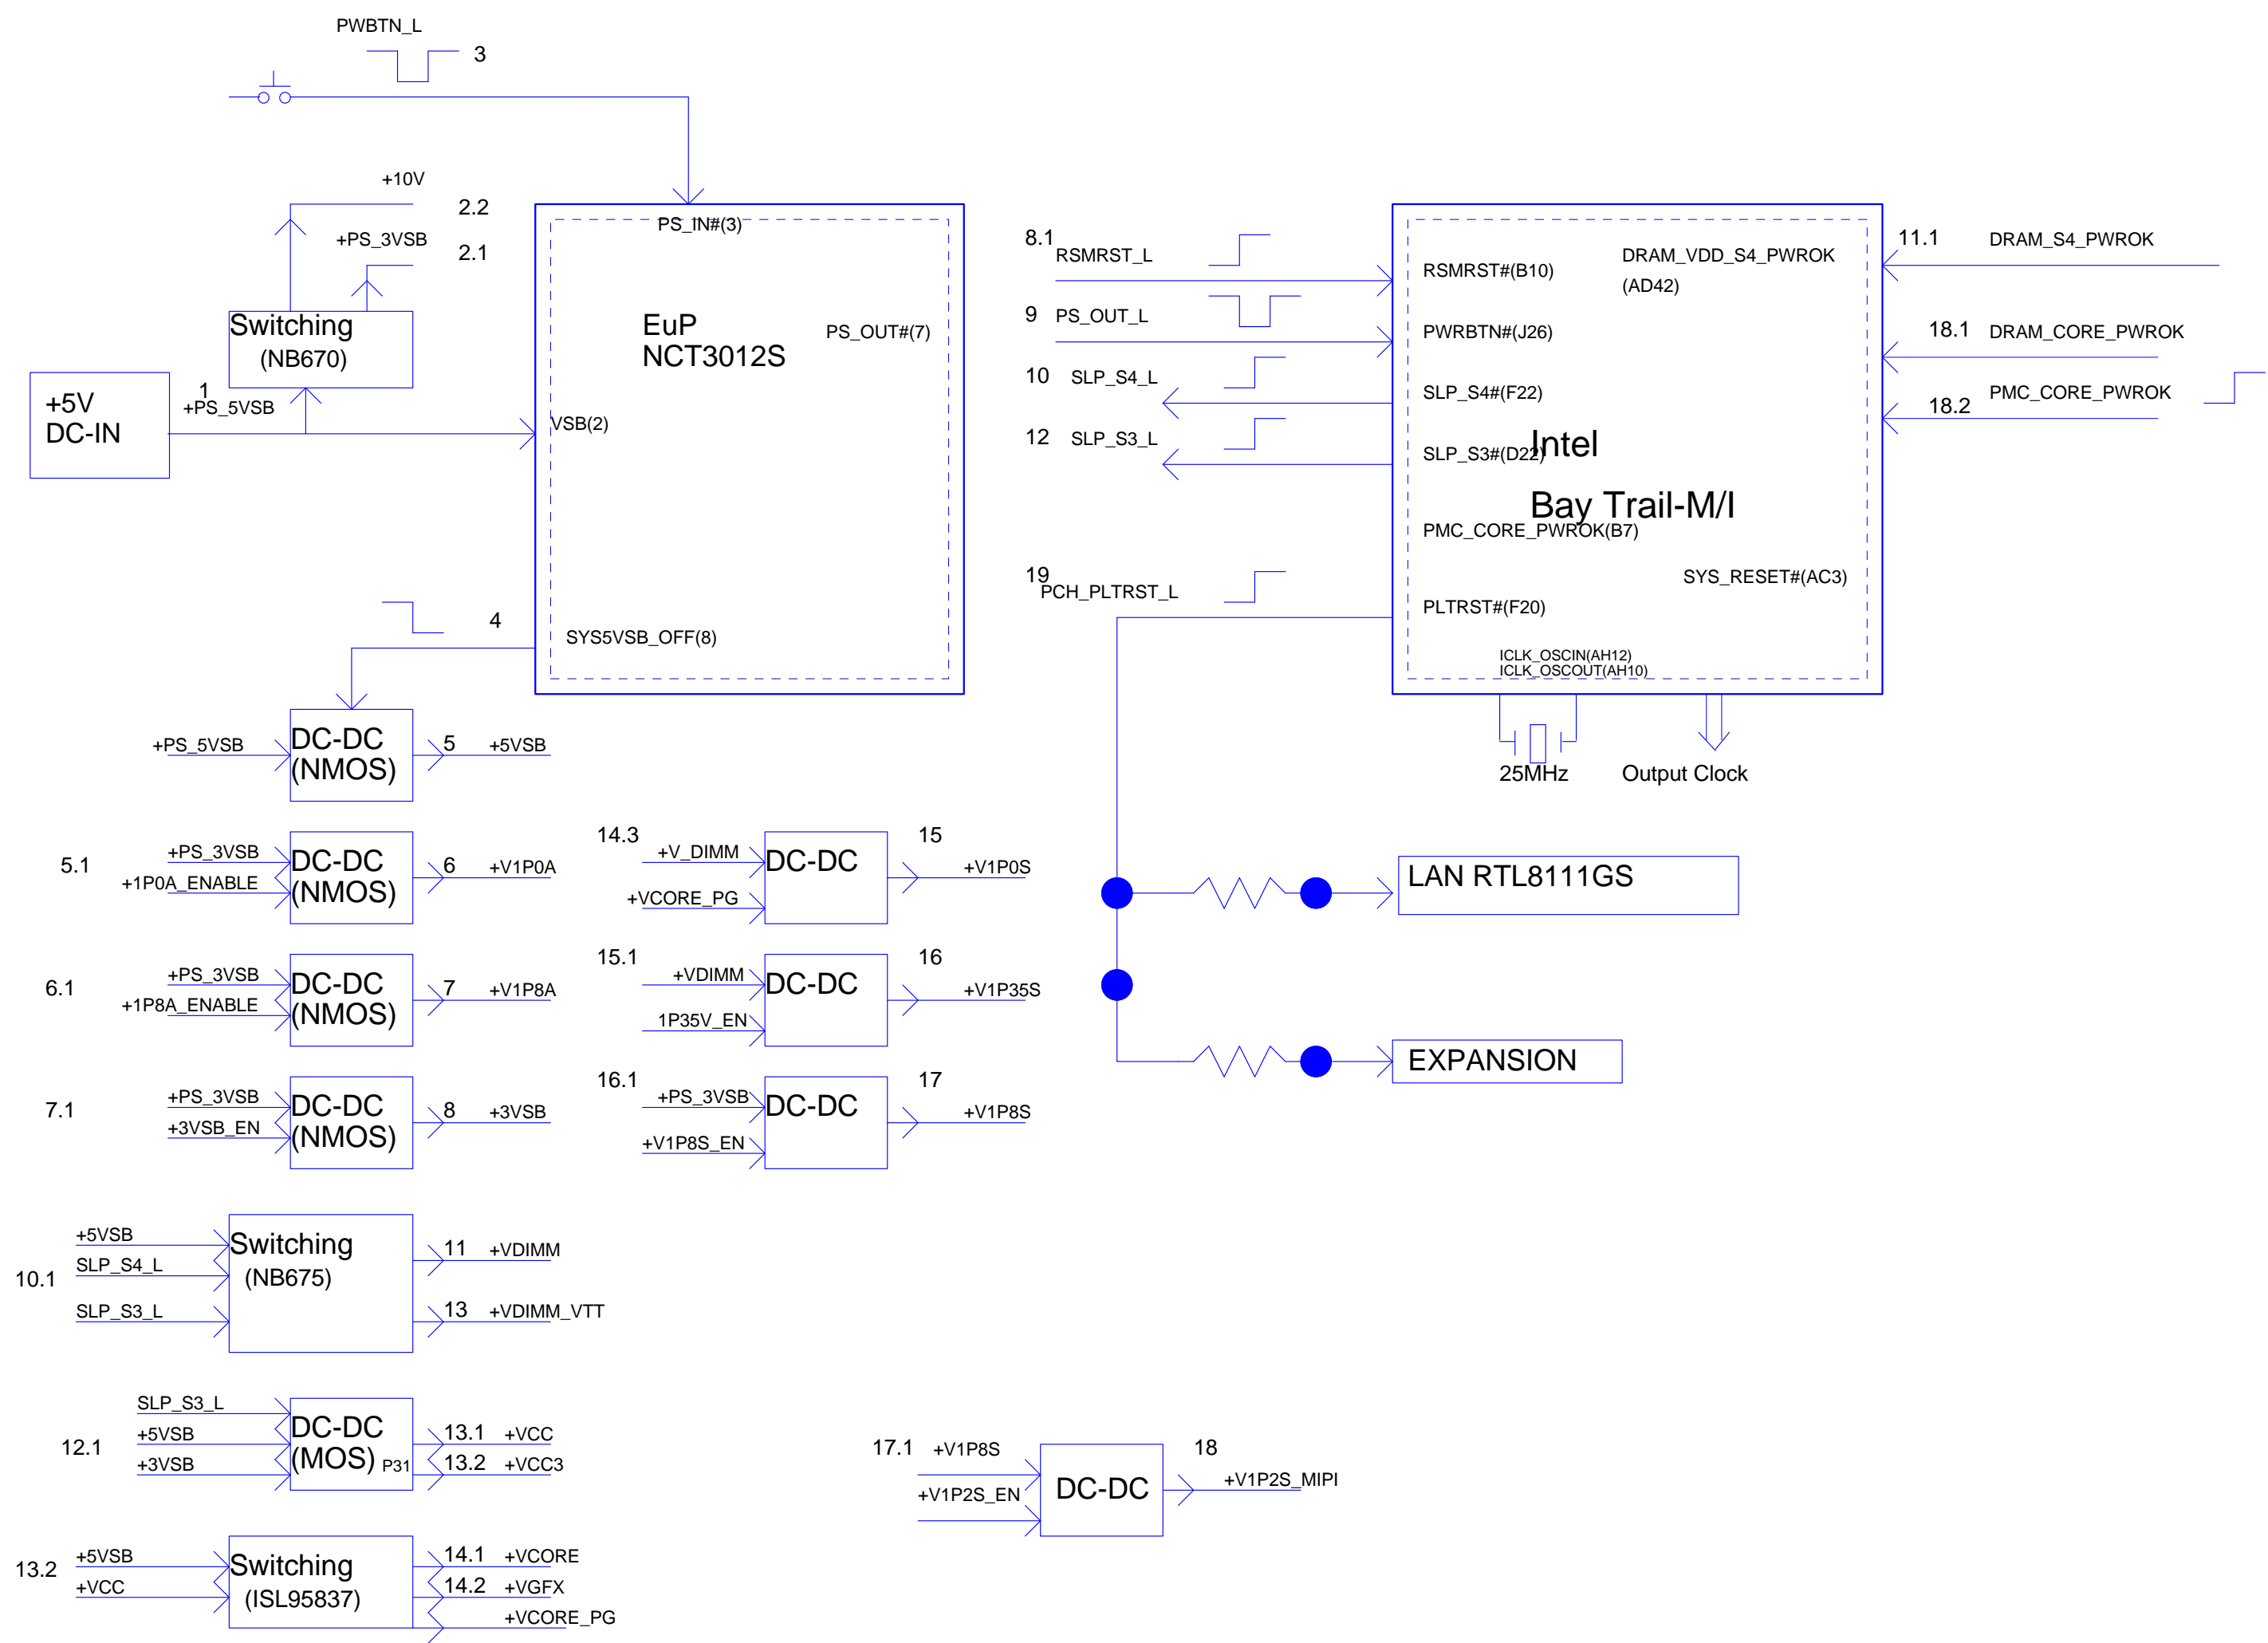 PWBTN_L
3
+10V
2.2
+PS_3VSB
2.1
Switching
(NB670)
+5V
DC-IN
1
+PS_5VSB
PS_IN#(3)
EuP
NCT3012S
PS_OUT#(7)
VSB(2)
SYS5VSB_OFF(8)
4
8.1
RSMRST_L
9
PS_OUT_L
10
SLP_S4_L
12
SLP_S3_L
19
PCH_PLTRST_L
RSMRST#(B10)
DRAM_VDD_S4_PWROK
(AD42)
PWRBTN#(J26)
SLP_S4#(F22)
Intel
SLP_S3#(D22)
Bay Trail-M/I
PMC_CORE_PWROK(B7)
SYS_RESET#(AC3)
PLTRST#(F20)
ICLK_OSCIN(AH12)
ICLK_OSCOUT(AH10)
11.1
DRAM_S4_PWROK
18.1
DRAM_CORE_PWROK
18.2
PMC_CORE_PWROK
25MHz
Output Clock
+PS_5VSB
DC-DC
(NMOS)
5
+5VSB
5.1
+PS_3VSB
+1P0A_ENABLE
DC-DC
(NMOS)
6
+V1P0A
6.1
+PS_3VSB
+1P8A_ENABLE
DC-DC
(NMOS)
7
+V1P8A
7.1
+PS_3VSB
+3VSB_EN
DC-DC
(NMOS)
8
+3VSB
14.3
+V_DIMM
+VCORE_PG
DC-DC
15
+V1P0S
15.1
+VDIMM
1P35V_EN
DC-DC
16
+V1P35S
16.1
+PS_3VSB
+V1P8S_EN
DC-DC
17
+V1P8S
LAN RTL8111GS
EXPANSION
10.1
+5VSB
SLP_S4_L
SLP_S3_L
Switching
(NB675)
11
+VDIMM
13
+VDIMM_VTT
12.1
SLP_S3_L
+5VSB
+3VSB
DC-DC
(MOS)
P31
13.1
+VCC
13.2
+VCC3
13.2
+5VSB
+VCC
Switching
(ISL95837)
14.1
+VCORE
14.2
+VGFX
+VCORE_PG
17.1
+V1P8S
+V1P2S_EN
DC-DC
18
+V1P2S_MIPI